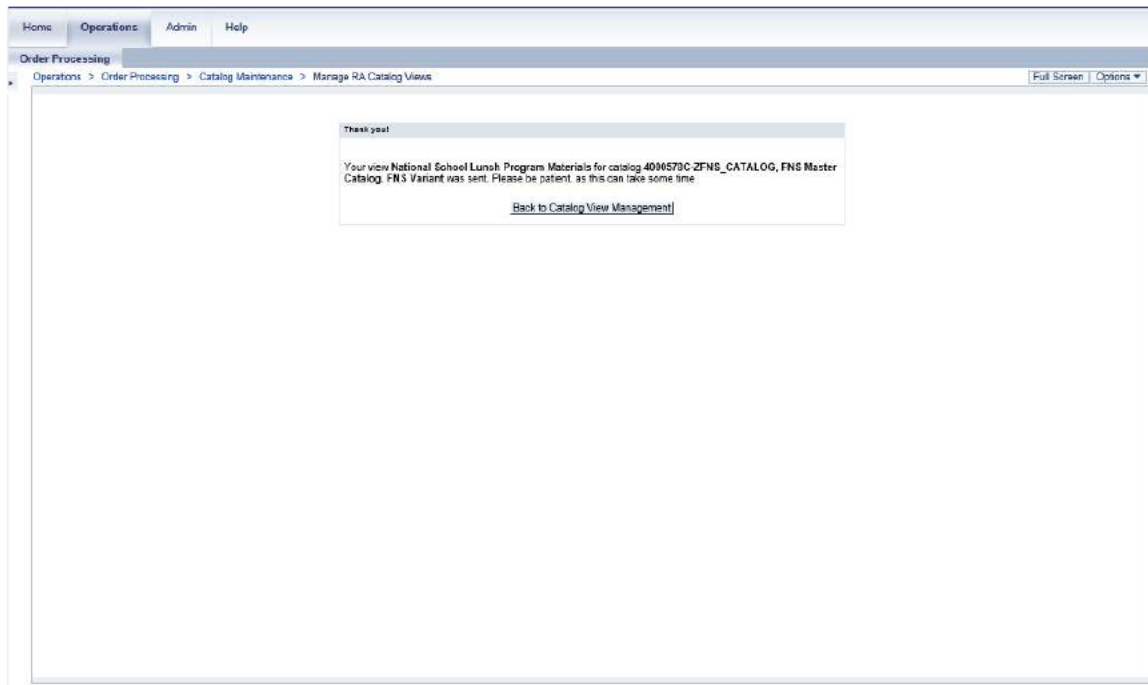 Home Operations Admin Help
Order Processing
Operations > Order Processing > Catalog Maintenance > Manage RA Catalog Views
Full Screen Options
Thank you!
Your view National School Lunch Program Materials for catalog 4000578C-ZFNS_CATALOG, FNS Master
Catalog, FNS Variant was sent. Please be patient, as this can take some time
Back to Catalog View Management